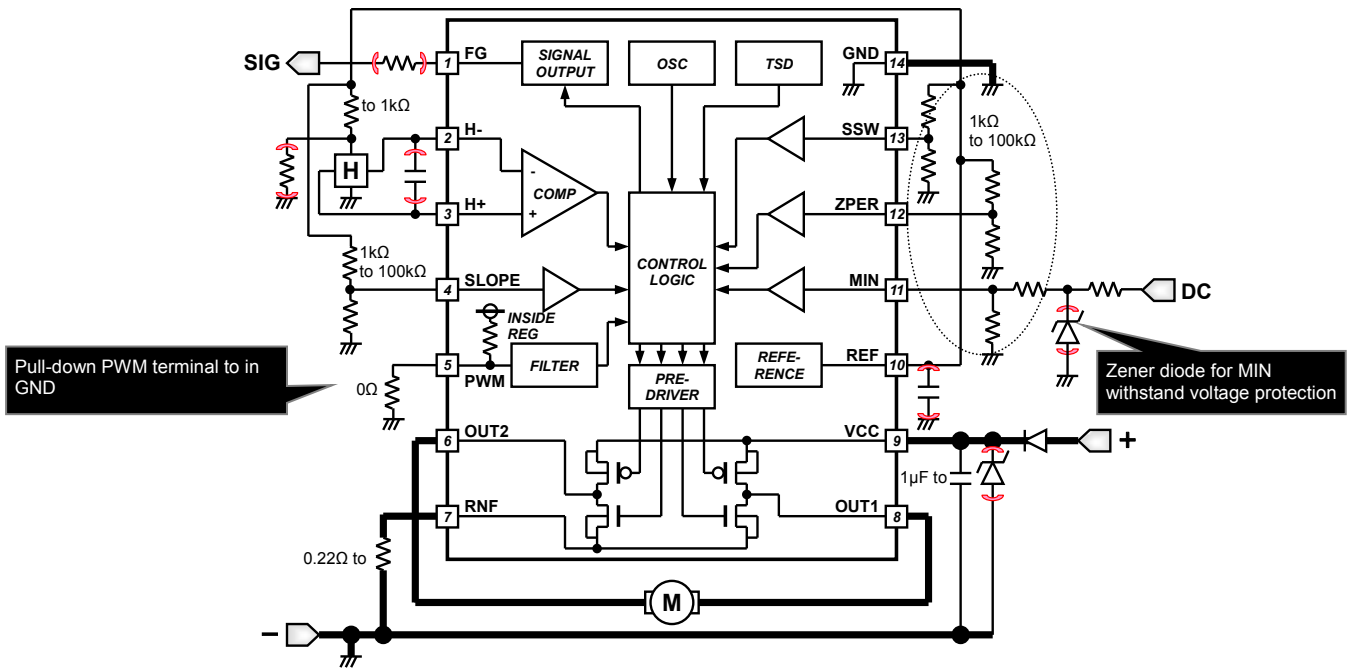 SIG
1
FG
SIGNAL
OUTPUT
OSC
TSD
GND
14
to 1kΩ
2
H-
H
3
H+
-
+
COMP
SSW
13
1kΩ
to 100kΩ
ZPER
12
1kΩ
to 100kΩ
4
SLOPE
CONTROL
LOGIC
MIN
11
DC
INSIDE
REG
Pull-down PWM terminal to in
GND
0Ω
5
PWM
FILTER
PRE-
DRIVER
REFE-
RENCE
REF
10
Zener diode for MIN
withstand voltage protection
6
OUT2
VCC
9
+
1µF to
7
RNF
OUT1
8
0.22Ω to
M
–